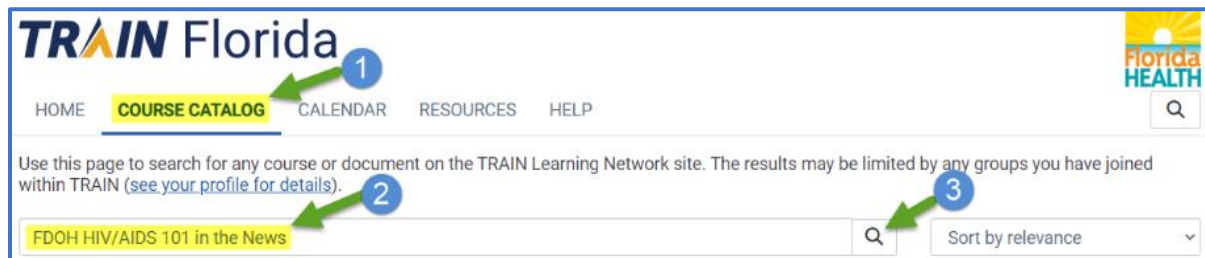 TRAIN Florida
1
Florida
HEALTH
HOME COURSE CATALOG CALENDAR RESOURCES HELP
Use this page to search for any course or document on the TRAIN Learning Network site. The results may be limited by any groups you have joined
within TRAIN (see your profile for details).
2
3
FDOH HIV/AIDS 101 in the News
Sort by relevance